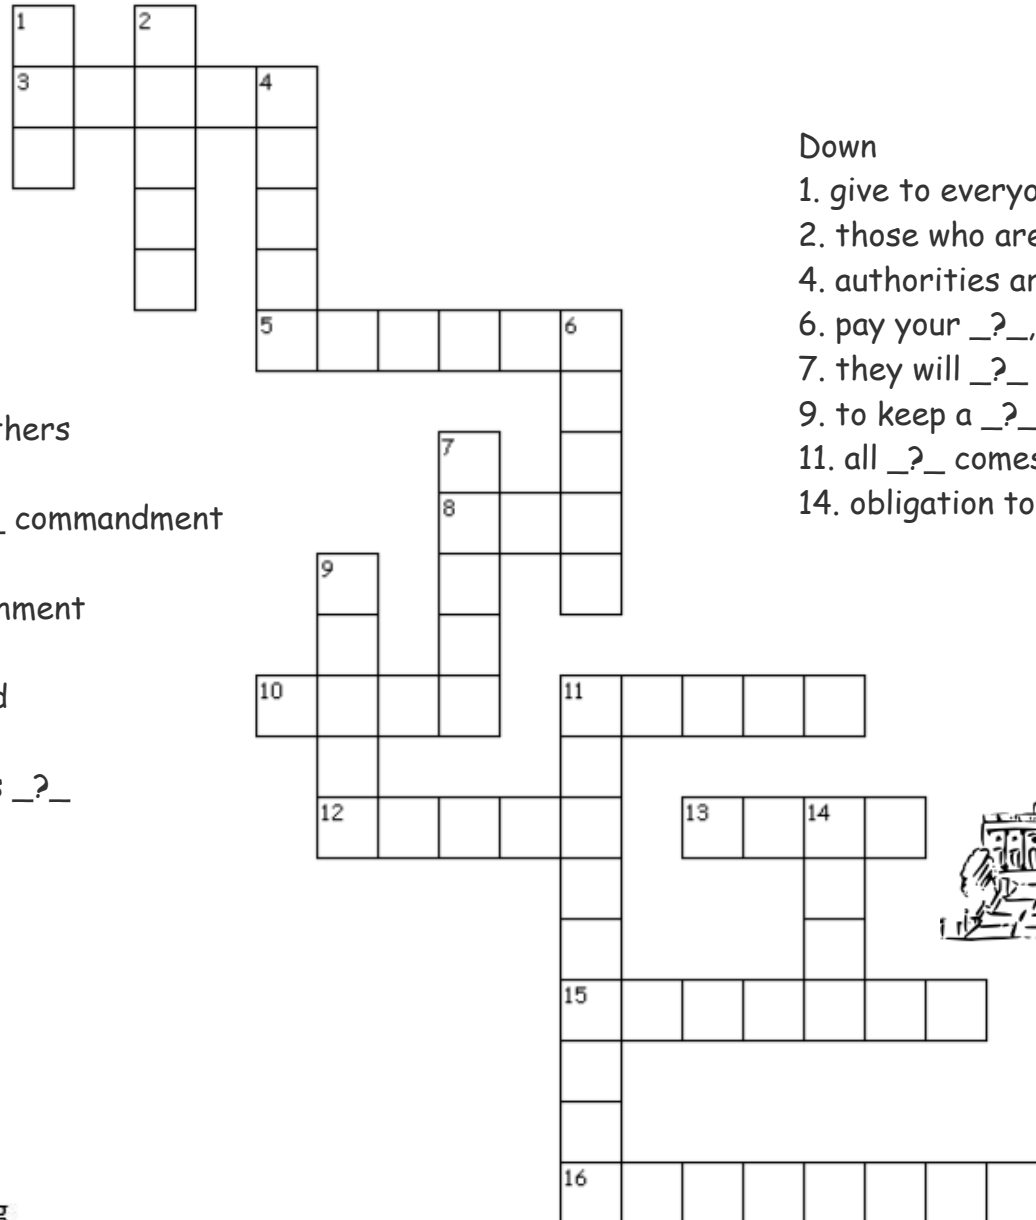 1
2
3
4
5
6
7
8
9
10
11
12
13
14
15
16
Down
1. give to everyo
2. those who are
4. authorities ar
6. pay your _?_,
7. they will _?_
9. to keep a _?_
11. all _?_ comes
14. obligation to
thers
_ commandment
nment
d
s _?_
g